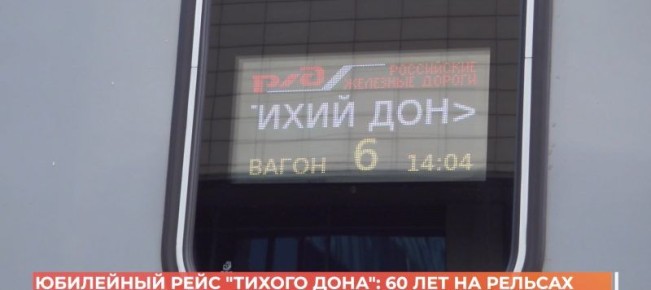 РЖД РОССИЙСКИЕ
ЖЕЛЕЗНЫЕ ДОРОГИ
ИХИЙ ДОН>
ВАГОН 6 14:04
ЮБИЛЕЙНЫЙ РЕЙС "ТИХОГО ДОНА": 60 ЛЕТ НА РЕЛЬСАХ